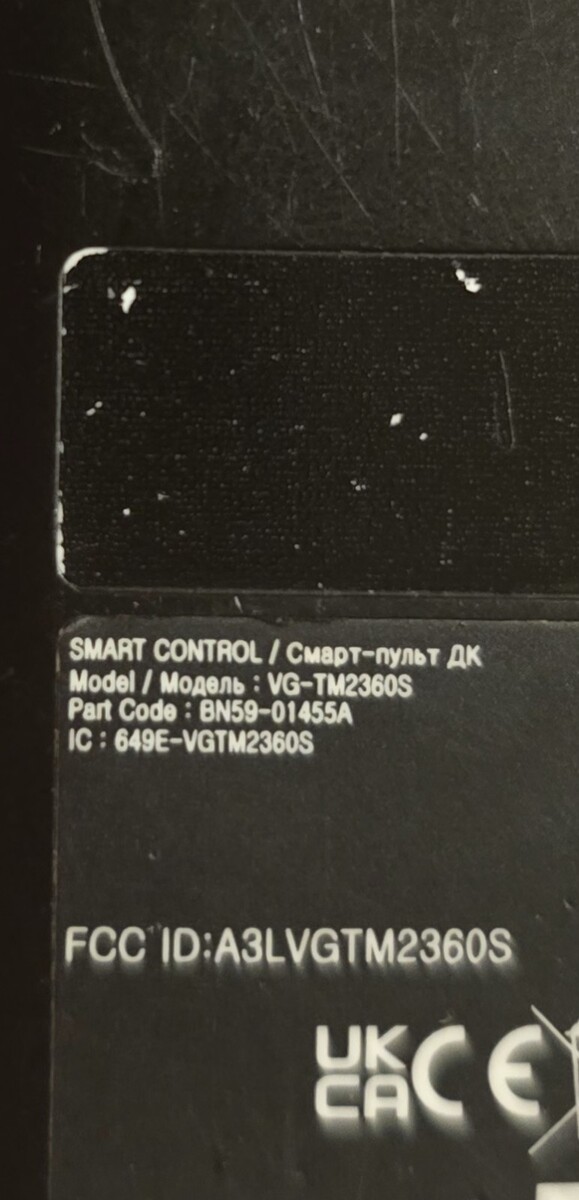 SMART CONTROL / Смарт-пульт ДК
Model / Модель : VG-TM2360S
Part Code : BN59-01455A
IC : 649E-VGTM2360S
FCC ID:A3LVGTM2360S
UK
CA CE